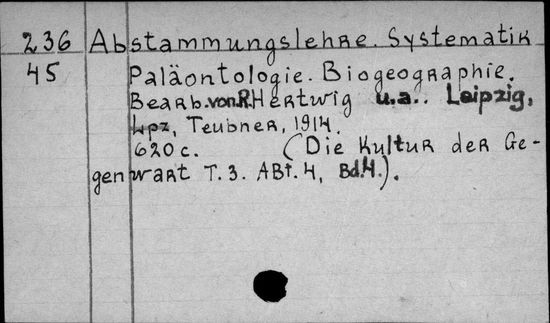 236 Abstammungslehre. Systematik
45 Paläontologie. Biogeographie.
Bearb. von R. Hertwig u.a.. Leipzig,
Lpz, Teubner, 1914.
620 c. (Die Kultur der Ge-
genwart T. 3. Abt. 4, Bd. 4.).